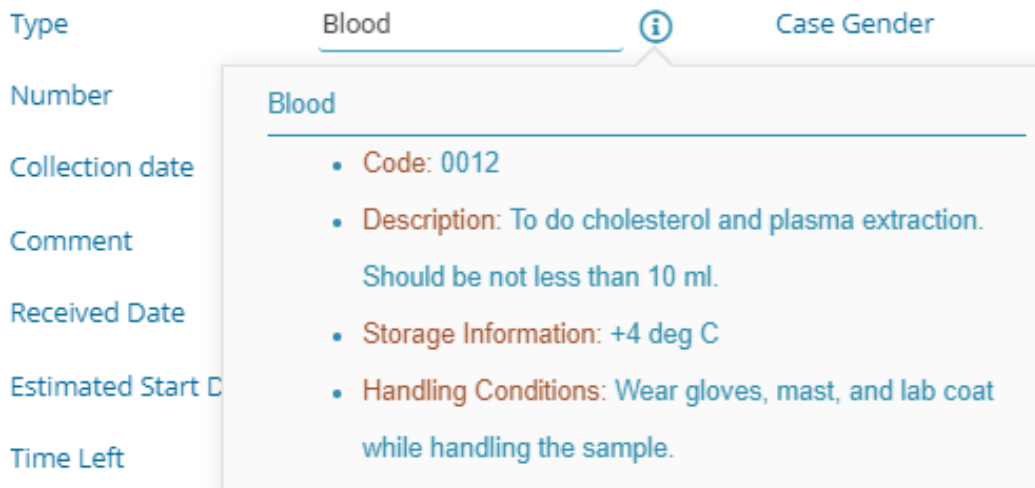 Type Blood Case Gender
Number
Blood
Collection date
• Code: 0012
• Description: To do cholesterol and plasma extraction.
Comment
Should be not less than 10 ml.
Received Date
• Storage Information: +4 deg C
Estimated Start D
• Handling Conditions: Wear gloves, mast, and lab coat
while handling the sample.
Time Left